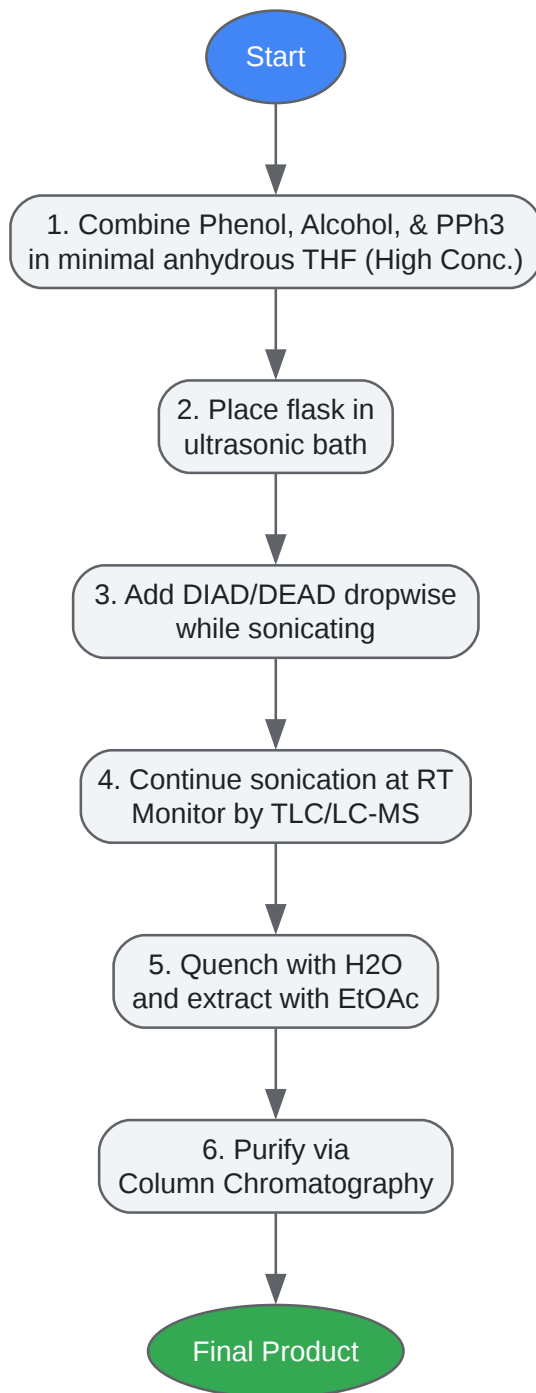 Start
1. Combine Phenol, Alcohol, & PPh3
in minimal anhydrous THF (High Conc.)
2. Place flask in
ultrasonic bath
3. Add DIAD/DEAD dropwise
while sonicating
4. Continue sonication at RT
Monitor by TLC/LC-MS
5. Quench with H2O
and extract with EtOAc
6. Purify via
Column Chromatography
Final Product